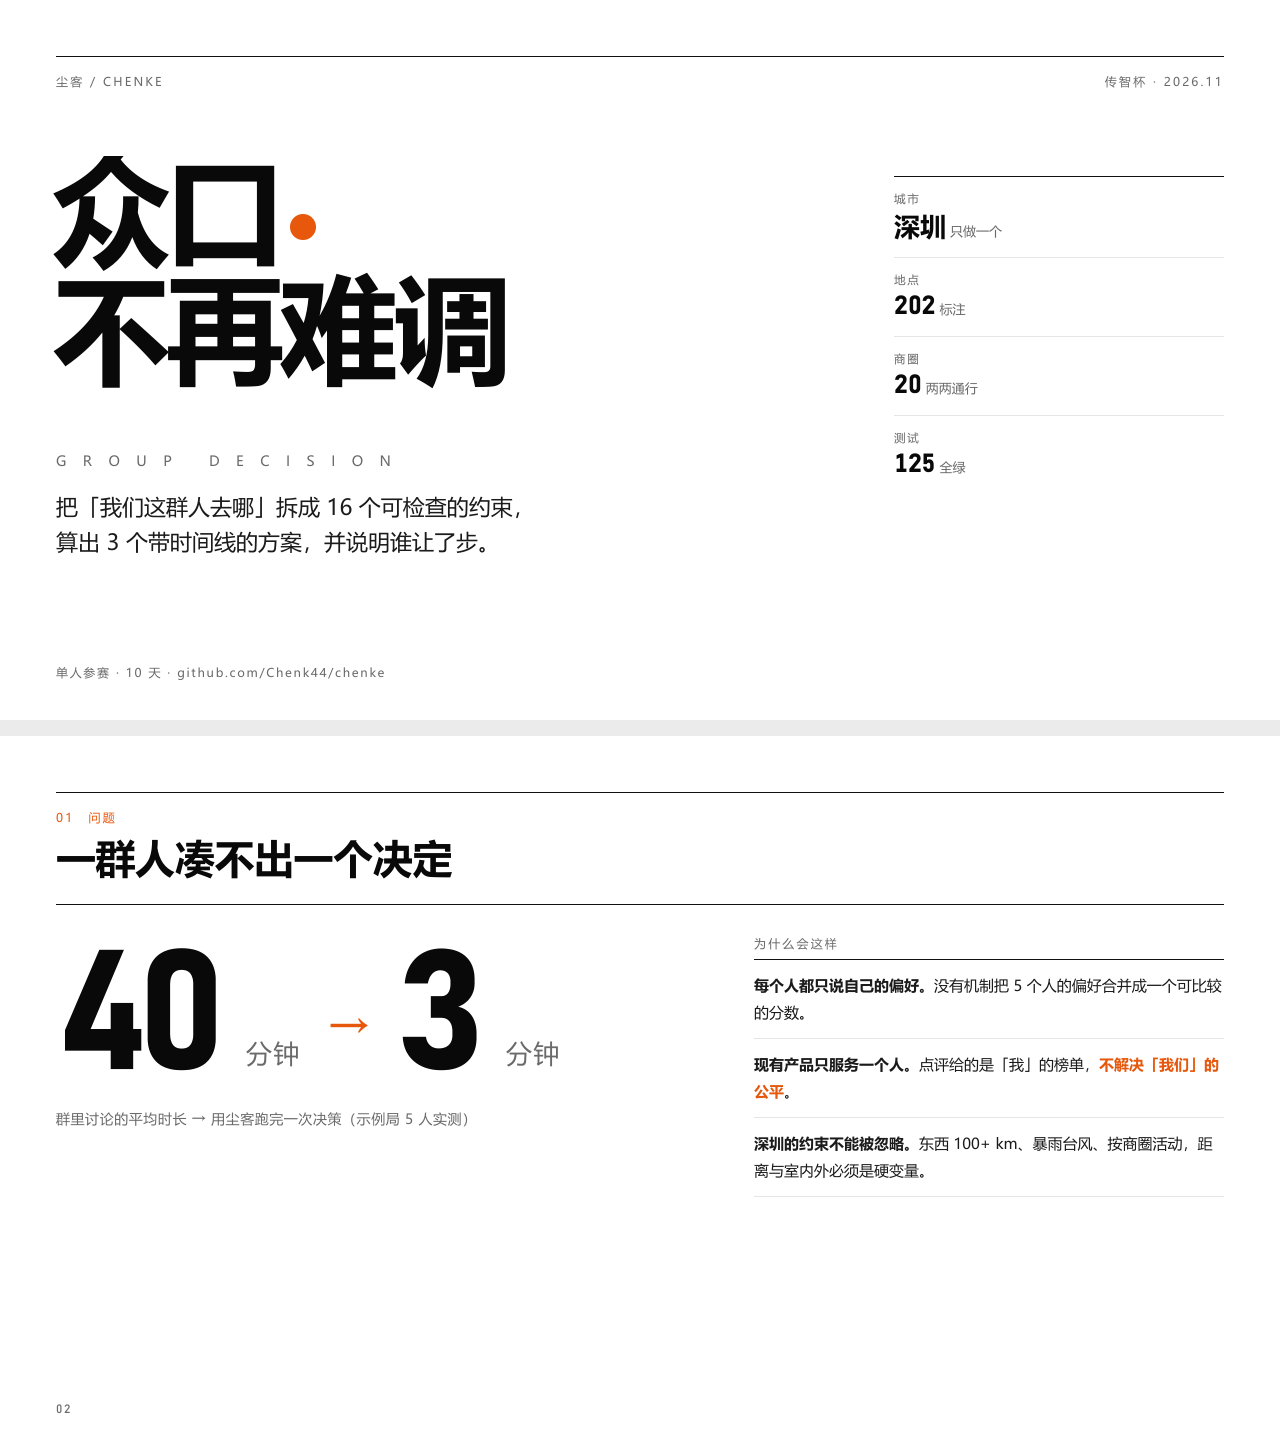 尘客 / CHENKE
传智杯 · 2026.11
众口
不再难调
城市
深圳 只做一个
地点
202 标注
商圈
20 两两通行
测试
125 全绿
GROUP DECISION
把「我们这群人去哪」拆成 16 个可检查的约束，
算出 3 个带时间线的方案，并说明谁让了步。
单人参赛 · 10 天 · github.com/Chenk44/chenke
01 问题
一群人凑不出一个决定
40 分钟 → 3 分钟
群里讨论的平均时长 → 用尘客跑完一次决策（示例局 5 人实测）
为什么会这样
每个人都只说自己的偏好。没有机制把 5 个人的偏好合并成一个可比较
的分数。
现有产品只服务一个人。点评给的是「我」的榜单，不解决「我们」的
公平。
深圳的约束不能被忽略。东西 100+ km、暴雨台风、按商圈活动，距
离与室内外必须是硬变量。
02